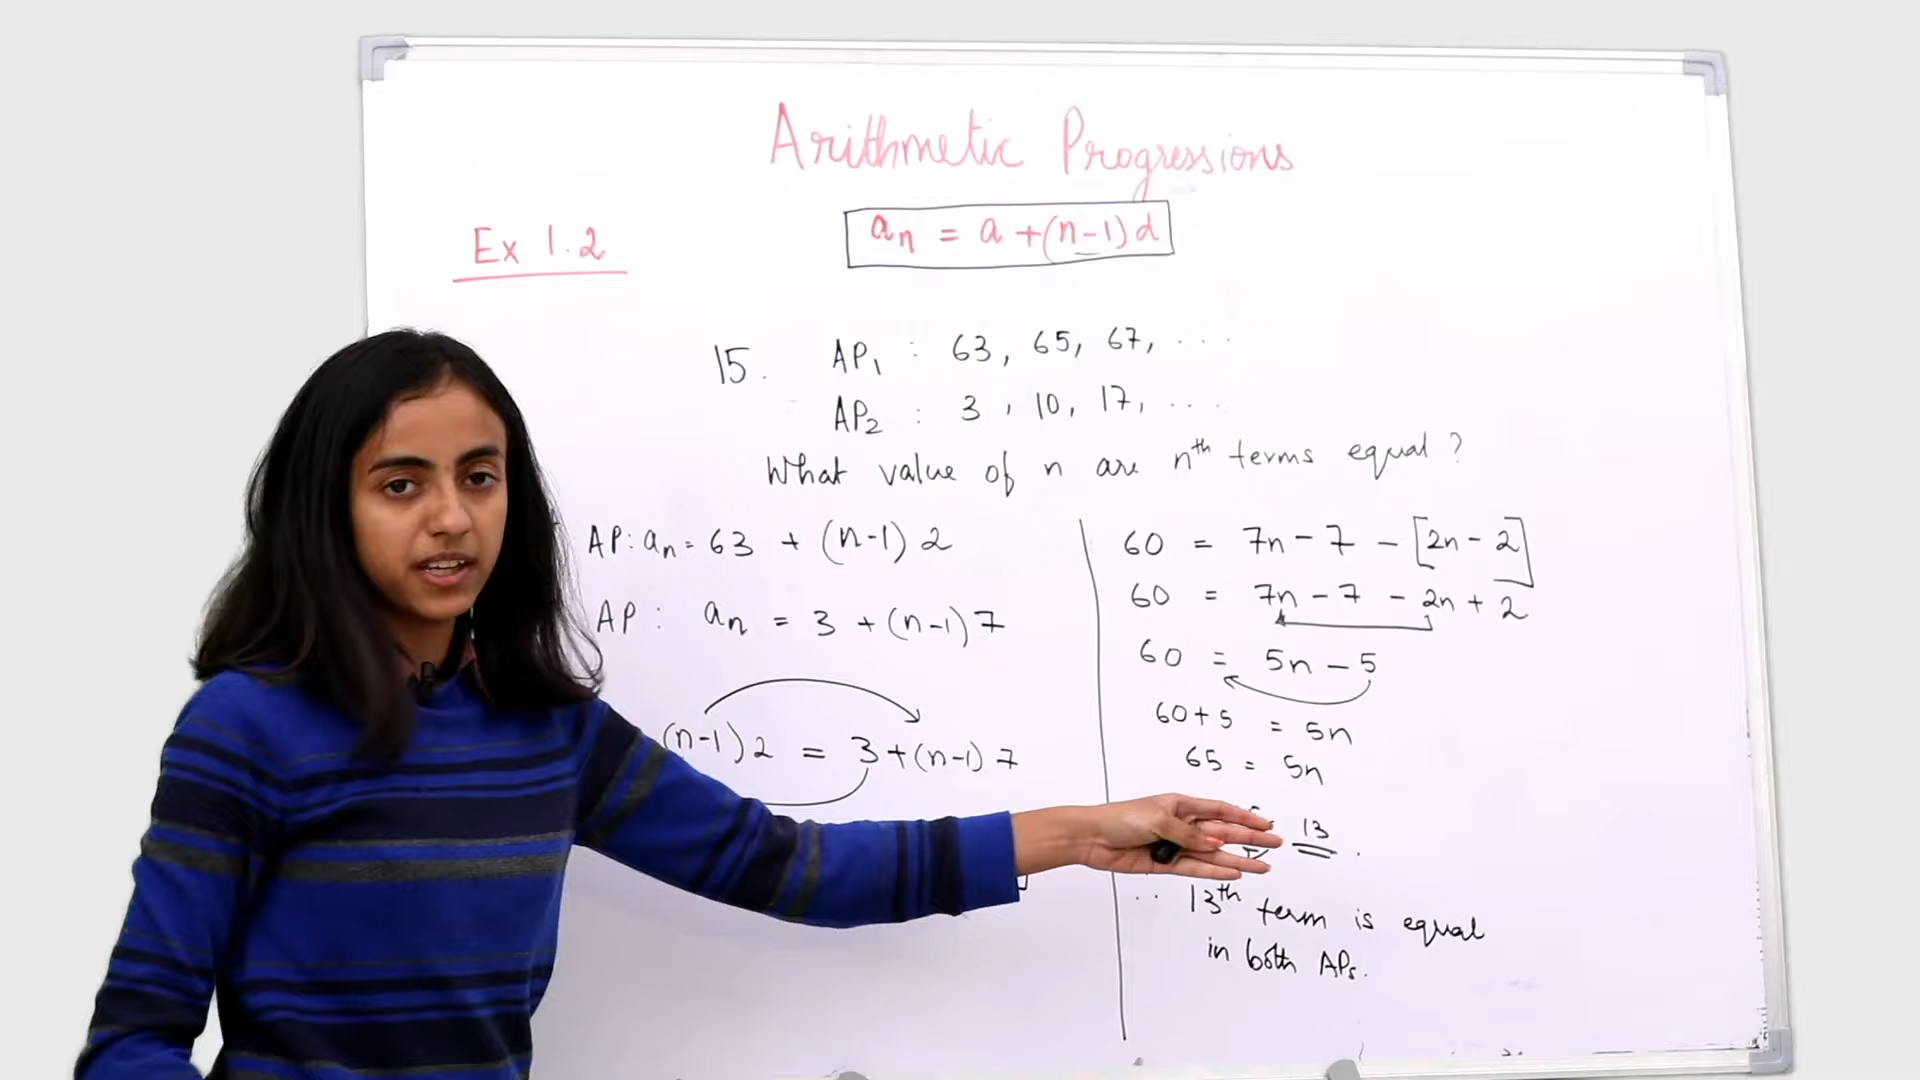 Arithmetic Progressions
Ex 1.2
an = a + (n-1) d
15. AP1 : 63, 65, 67, ...
AP2 : 3, 10, 17, ...
What value of n are nth terms equal?
AP: an = 63 + (n-1) 2
AP: an = 3 + (n-1) 7
(n-1) 2 = 3 + (n-1) 7
60 = 7n - 7 - [2n - 2]
60 = 7n - 7 - 2n + 2
60 = 5n - 5
60 + 5 = 5n
65 = 5n
13
13th term is equal
in both APs.